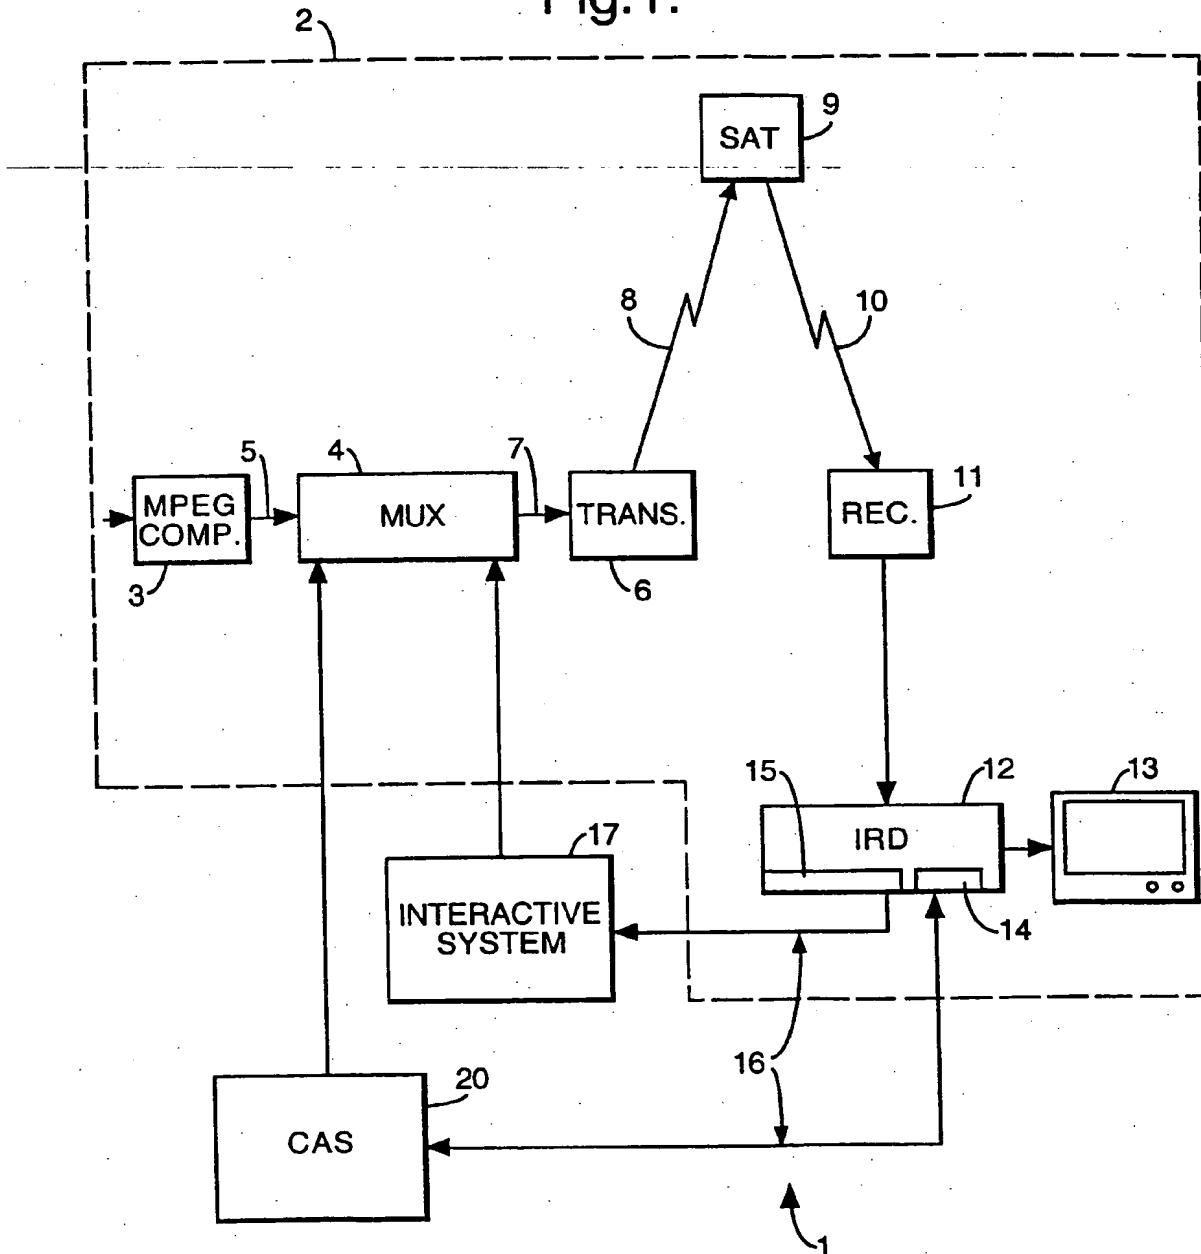 Fig.1.
2
SAT
9
8
10
5
4
7
11
MPEG
COMP.
MUX
TRANS.
REC.
3
6
15
12
13
IRD
17
INTERACTIVE
SYSTEM
14
16
20
CAS
1